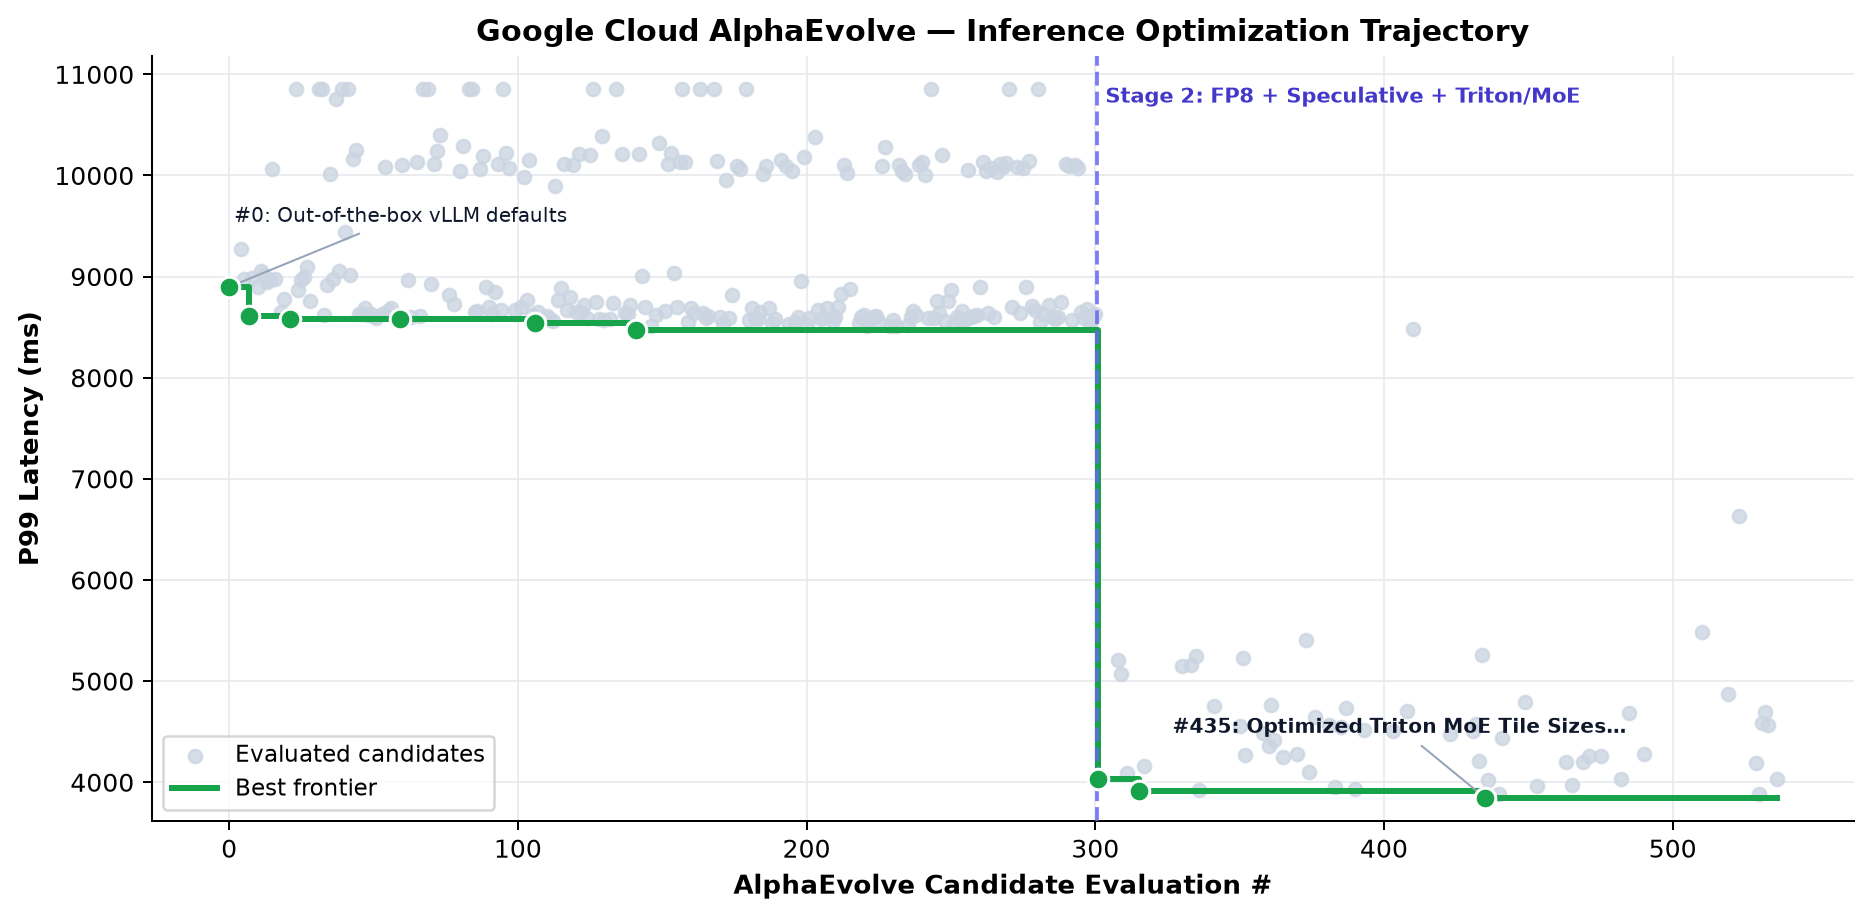 Google Cloud AlphaEvolve — Inference Optimization Trajectory
11000
Stage 2: FP8 + Speculative + Triton/MoE
10000
#0: Out-of-the-box vLLM defaults
9000
8000
7000
6000
5000
4000
P99 Latency (ms)
#435: Optimized Triton MoE Tile Sizes...
Evaluated candidates
Best frontier
0
100
200
300
400
500
AlphaEvolve Candidate Evaluation #